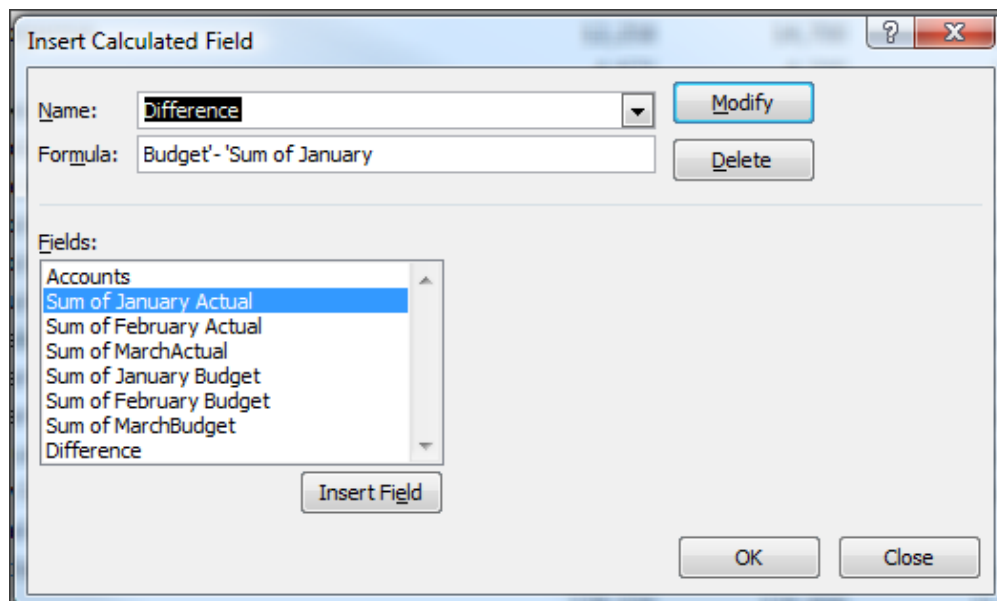 Insert Calculated Field
?
Name: Difference Modify
Formula: Budget'- 'Sum of January Delete
Fields:
Accounts
Sum of January Actual
Sum of February Actual
Sum of MarchActual
Sum of January Budget
Sum of February Budget
Sum of MarchBudget
Difference
Insert Field
OK Close